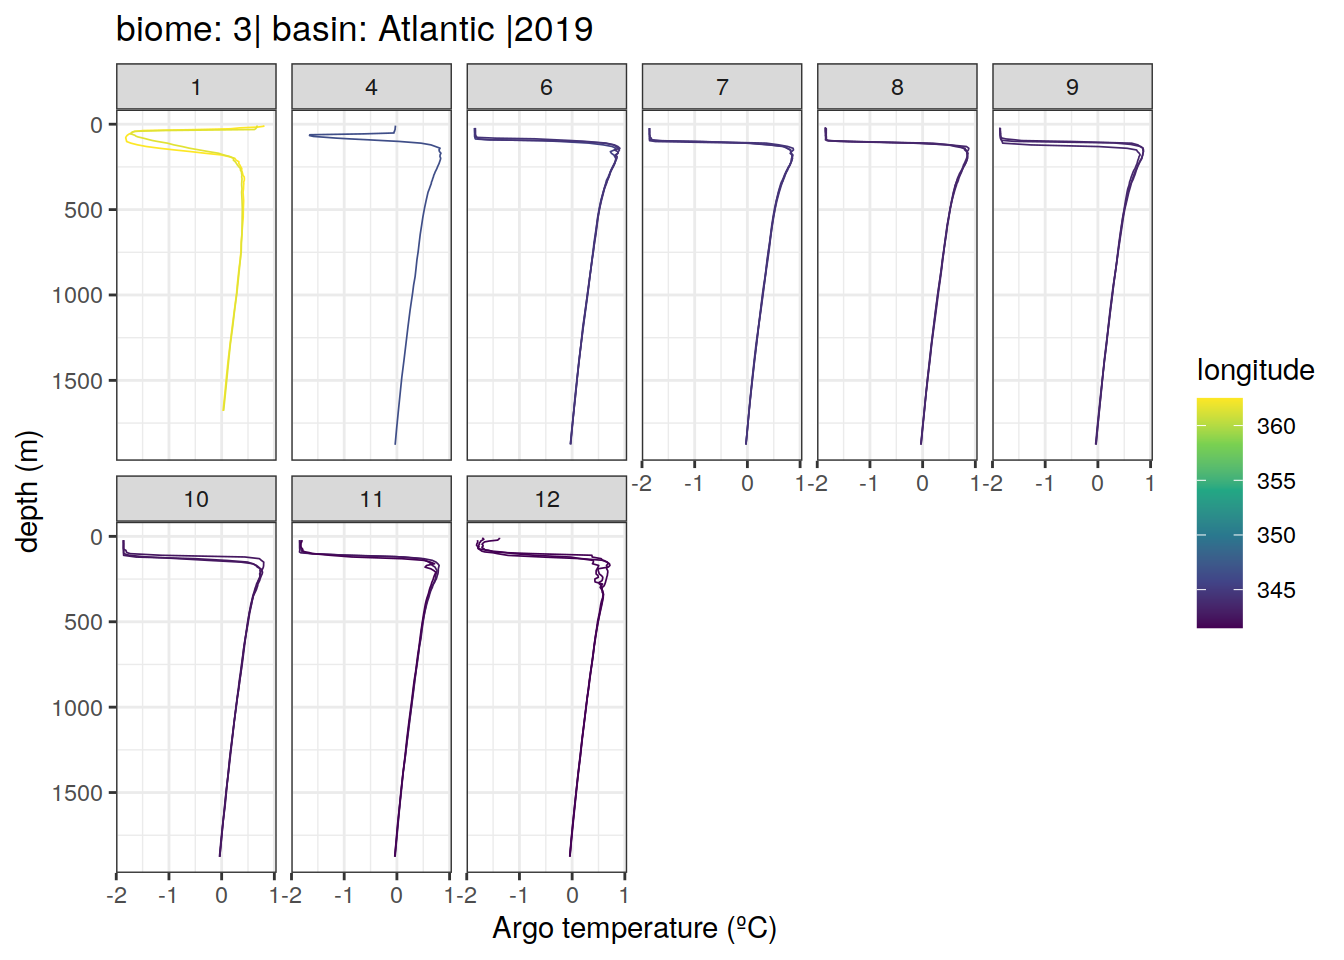 biome: 3| basin: Atlantic |2019
1 4 6 7 8 9
0
500
1000
1500
-2 -1 0 1 -2 -1 0 1 -2 -1 0 1
depth (m)
longitude
360
355
350
345
10 11 12
0
500
1000
1500
-2 -1 0 1 -2 -1 0 1 -2 -1 0 1
Argo temperature (ºC)